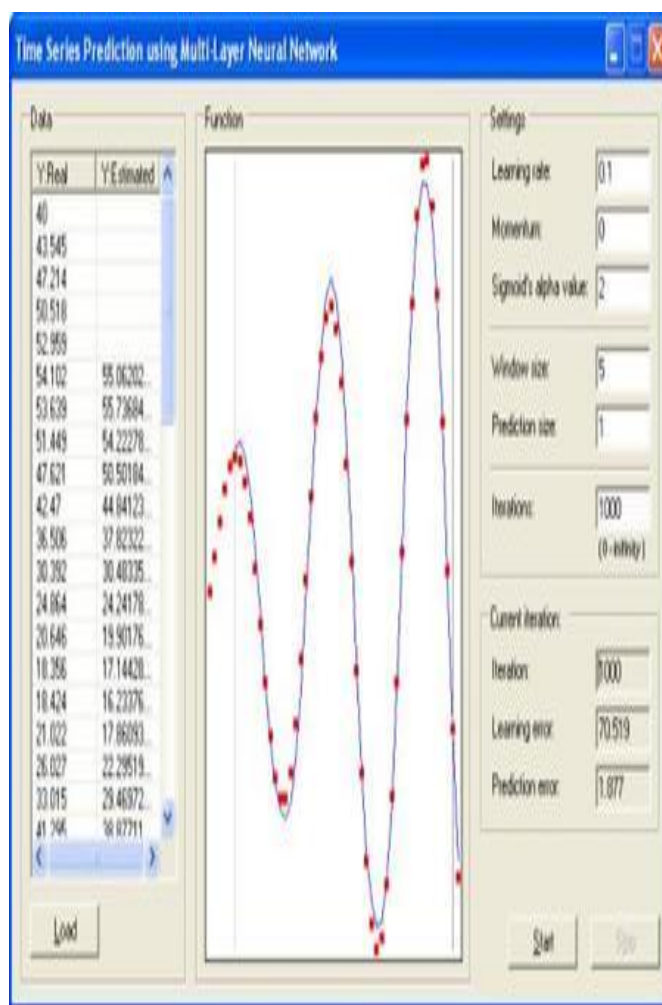 Time Series Prediction using Multi-Layer Neural Network
Data
Y:Real Y:Estimated
40
43.545
47.214
50.518
52.959
54.102 55.06202...
53.639 55.73684...
51.449 54.22278...
47.621 50.50184...
42.47 44.84123...
36.506 37.82322...
30.392 30.48335...
24.864 24.24178...
20.646 19.90176...
18.356 17.14428...
18.424 16.23376...
21.022 17.86093...
26.027 22.29519...
33.015 29.46972...
41.295 38.87711
Load
Function
Settings
Learning rate: 0.1
Momentum: 0
Sigmoid's alpha value: 2
Window size: 5
Prediction size: 1
Iterations: 1000
( 0 - infinity )
Current iteration:
Iteration: 1000
Learning error: 70.519
Prediction error: 1.877
Start Stop